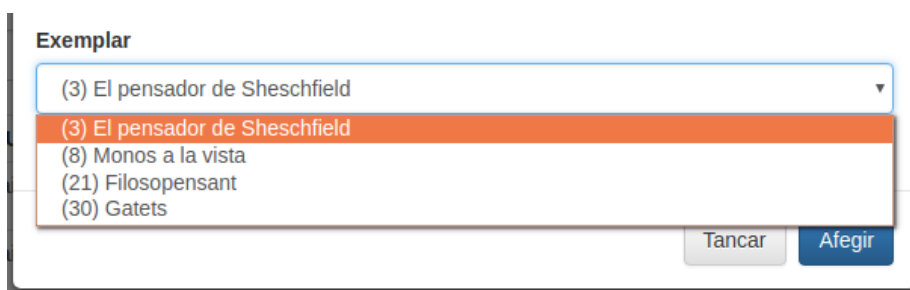 Exemplar
(3) El pensador de Sheschfield
(3) El pensador de Sheschfield
(8) Monos a la vista
(21) Filosopensant
(30) Gatets
Tancar Afegir